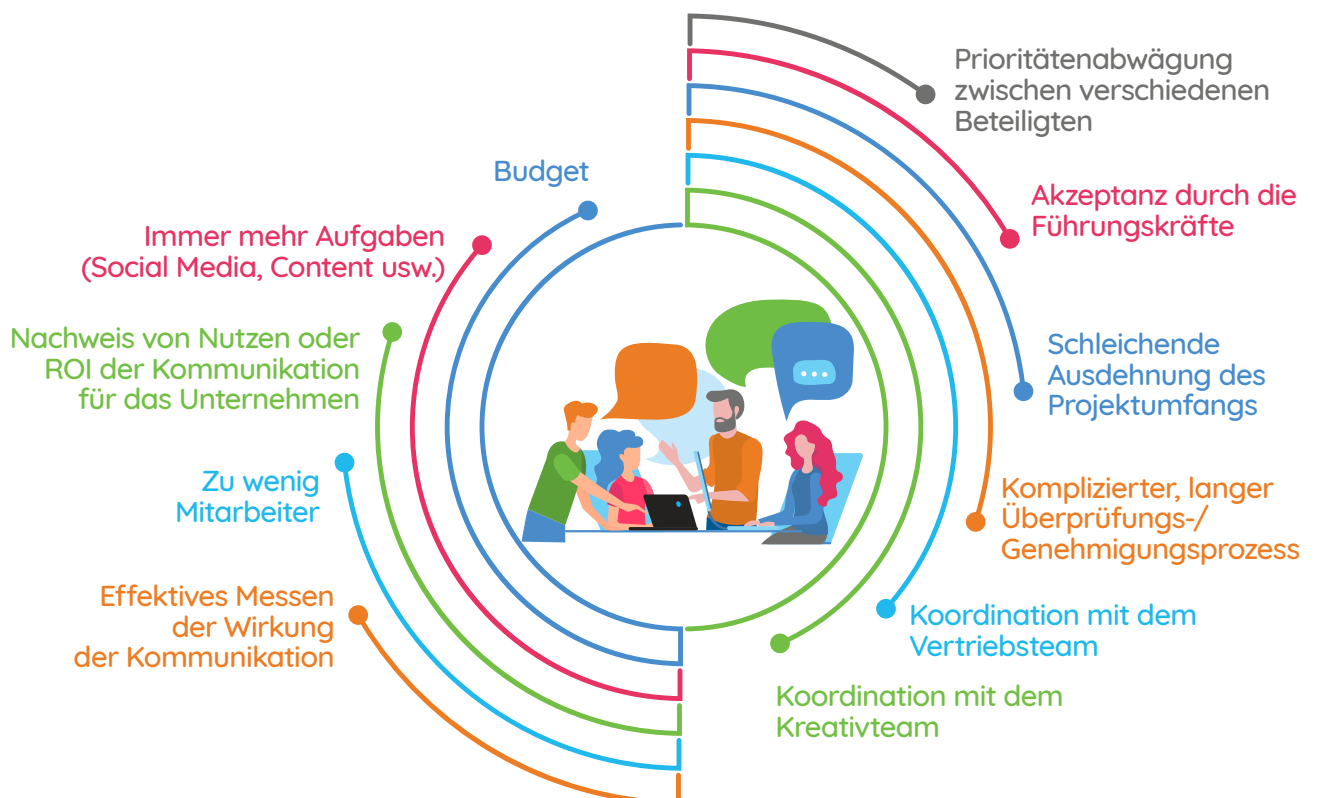 Prioritätenabwägung
zwischen verschiedenen
Beteiligten
Akzeptanz durch die
Führungskräfte
Schleichende
Ausdehnung des
Projektumfangs
Komplizierter, langer
Überprüfungs-/
Genehmigungsprozess
Koordination mit dem
Vertriebsteam
Koordination mit dem
Kreativteam
Budget
Immer mehr Aufgaben
(Social Media, Content usw.)
Nachweis von Nutzen oder
ROI der Kommunikation
für das Unternehmen
Zu wenig
Mitarbeiter
Effektives Messen
der Wirkung
der Kommunikation